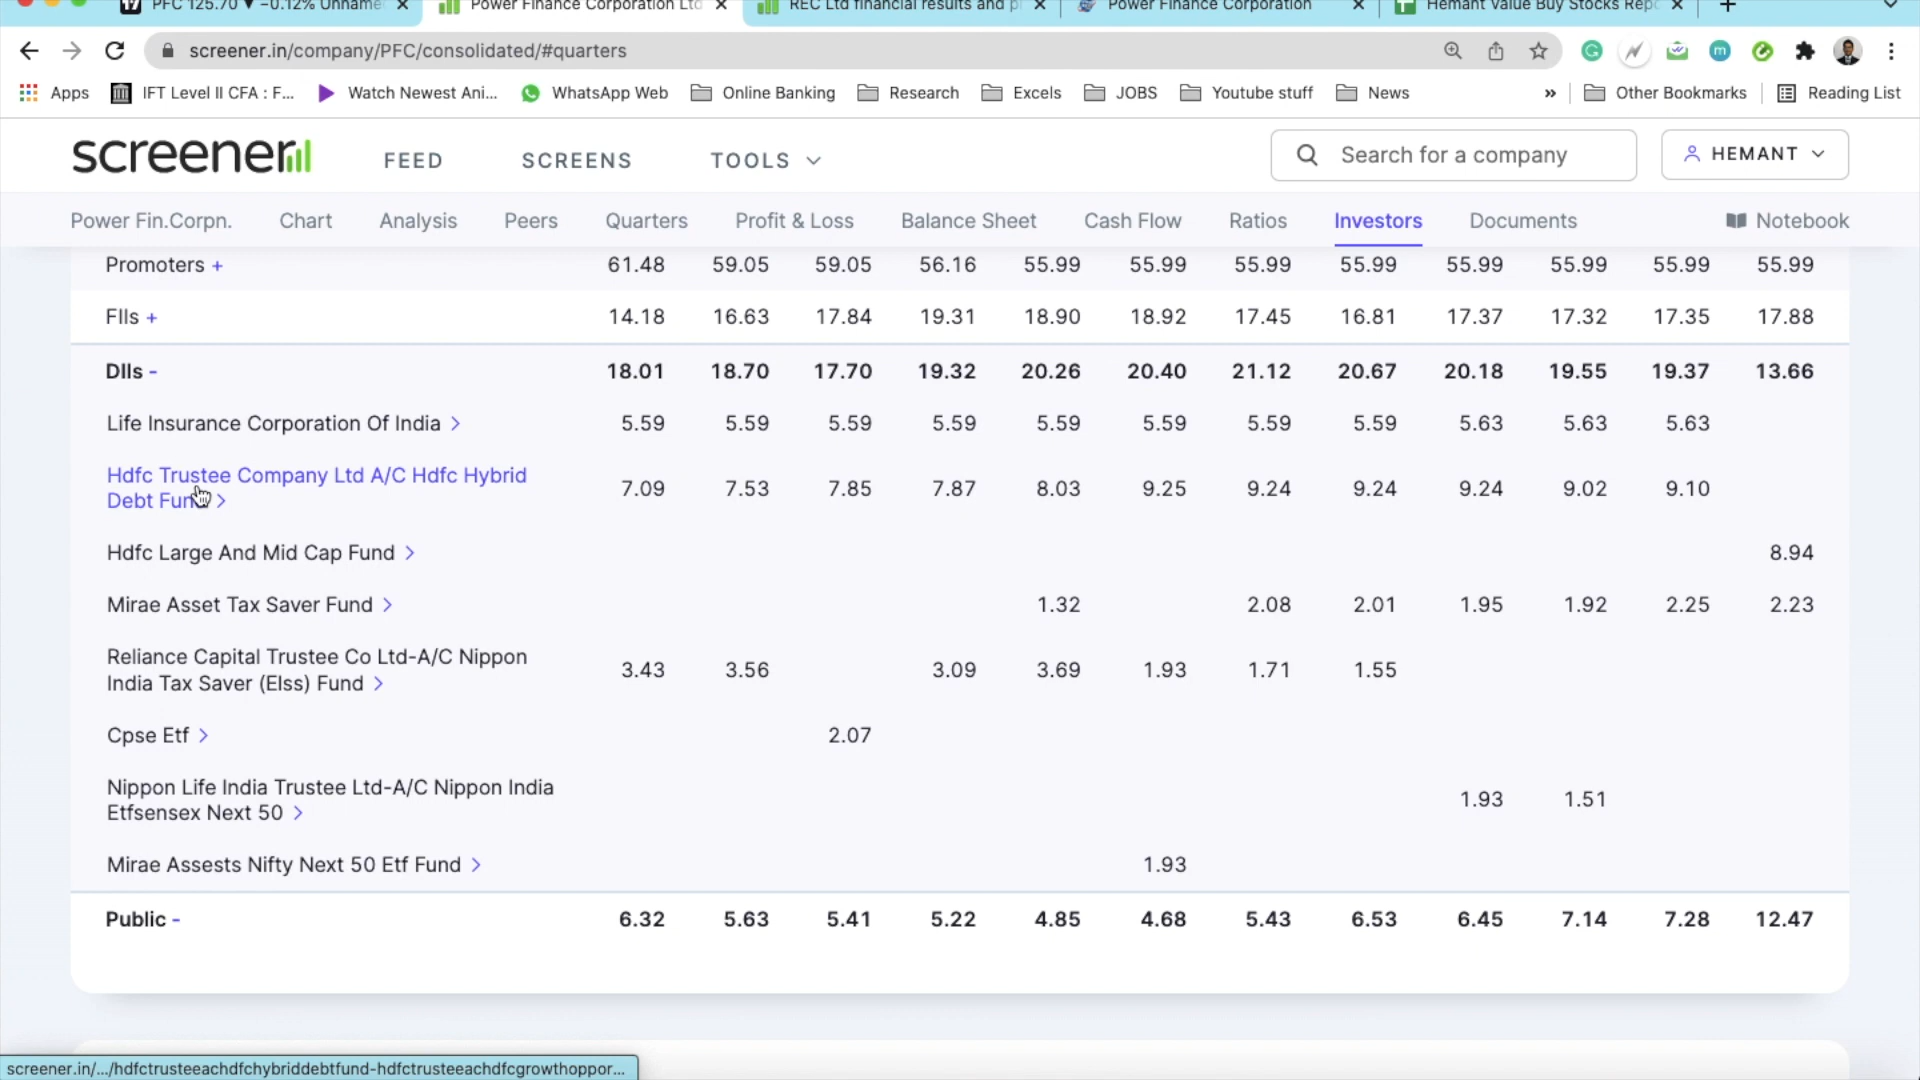 PFC 125.70 ▼ −0.12% Unname
Power Finance Corporation Ltd
REC Ltd financial results and p
Power Finance Corporation
Hemant Value Buy Stocks Repo
screener.in/company/PFC/consolidated/#quarters
Apps IFT Level II CFA : F... Watch Newest Ani... WhatsApp Web Online Banking Research Excels JOBS Youtube stuff News » Other Bookmarks Reading List
screener FEED SCREENS TOOLS Search for a company HEMANT
Power Fin.Corpn. Chart Analysis Peers Quarters Profit & Loss Balance Sheet Cash Flow Ratios Investors Documents Notebook
Promoters + 61.48 59.05 59.05 56.16 55.99 55.99 55.99 55.99 55.99 55.99 55.99 55.99
FIIs + 14.18 16.63 17.84 19.31 18.90 18.92 17.45 16.81 17.37 17.32 17.35 17.88
DIIs - 18.01 18.70 17.70 19.32 20.26 20.40 21.12 20.67 20.18 19.55 19.37 13.66
Life Insurance Corporation Of India 5.59 5.59 5.59 5.59 5.59 5.59 5.59 5.59 5.63 5.63 5.63
Hdfc Trustee Company Ltd A/C Hdfc Hybrid
Debt Fund 7.09 7.53 7.85 7.87 8.03 9.25 9.24 9.24 9.24 9.02 9.10
Hdfc Large And Mid Cap Fund 8.94
Mirae Asset Tax Saver Fund 1.32 2.08 2.01 1.95 1.92 2.25 2.23
Reliance Capital Trustee Co Ltd-A/C Nippon
India Tax Saver (Elss) Fund 3.43 3.56 3.09 3.69 1.93 1.71 1.55
Cpse Etf 2.07
Nippon Life India Trustee Ltd-A/C Nippon India
Etfsensex Next 50 1.93 1.51
Mirae Assests Nifty Next 50 Etf Fund 1.93
Public - 6.32 5.63 5.41 5.22 4.85 4.68 5.43 6.53 6.45 7.14 7.28 12.47
screener.in/.../hdfctrusteeachdfchybriddebtfund-hdfctrusteeachdfcgrowthoppor...